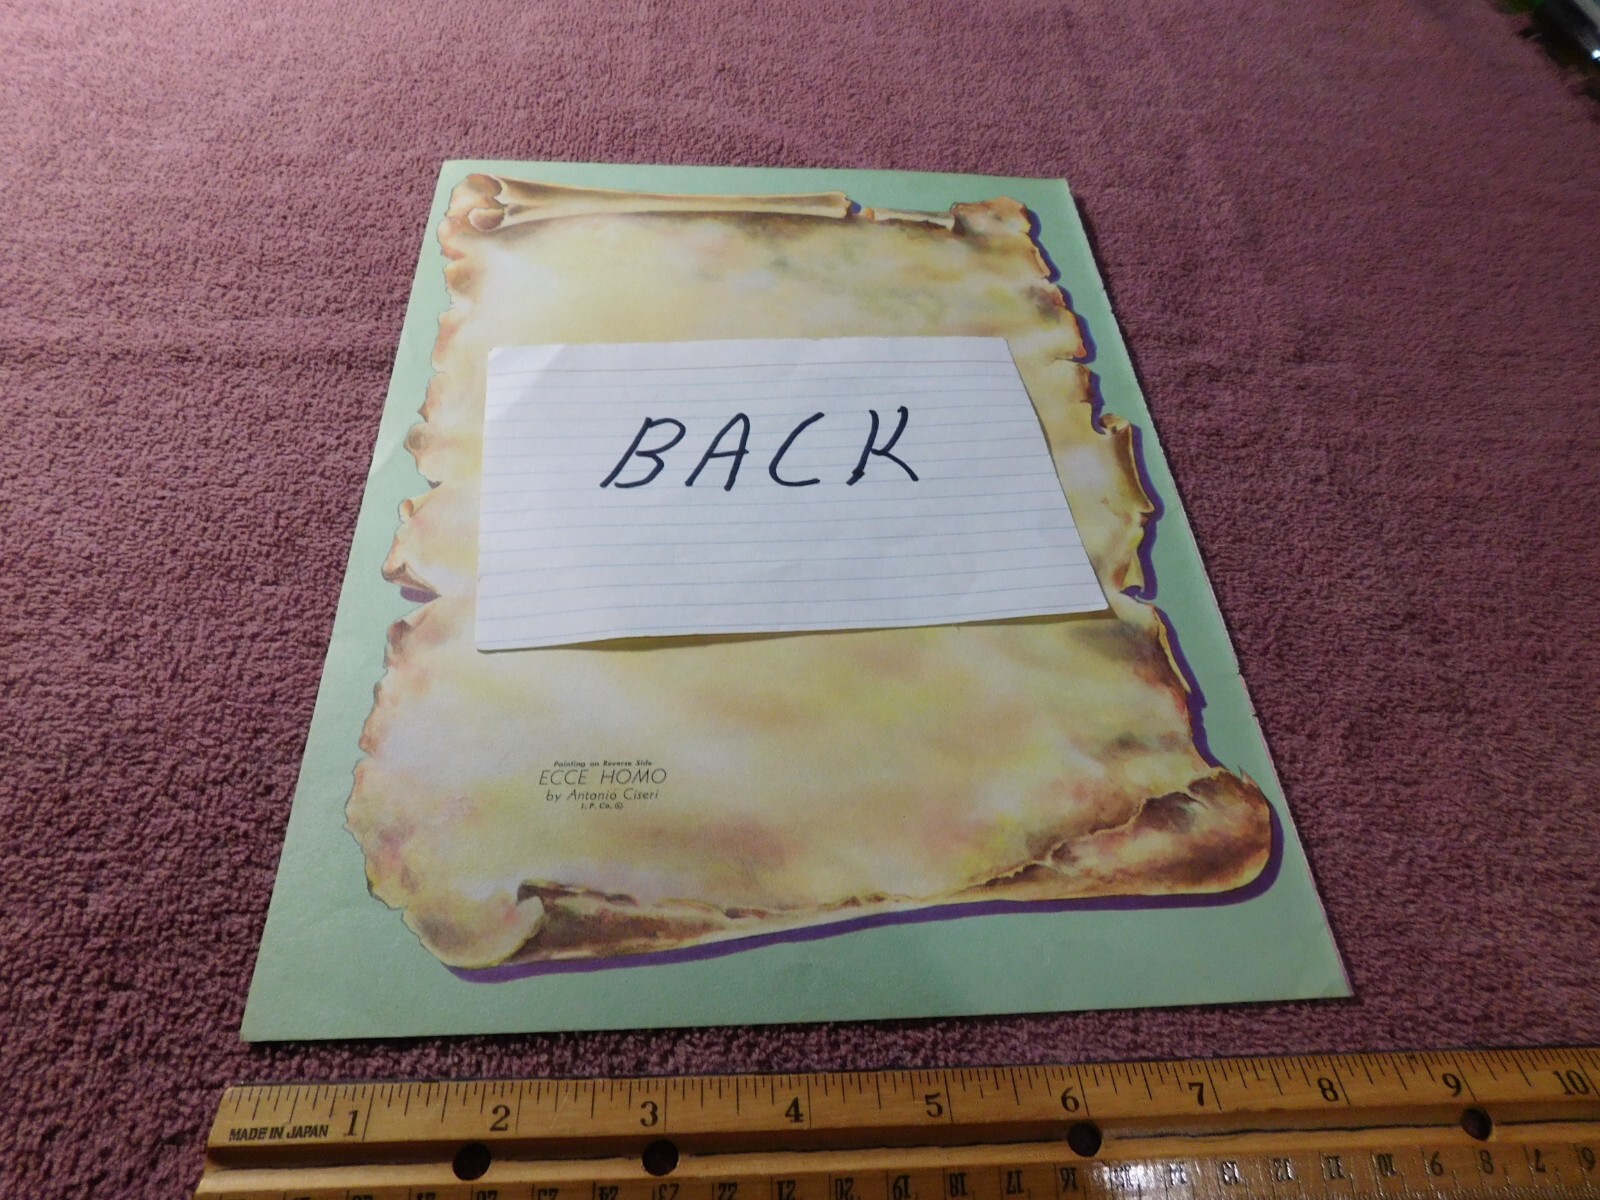 BACK
Painting on Reverse Side
ECCE HOMO
by Antonio Ciseri
I. P. Co. ©
1 2 3 4 5 6 7 8 9 10
MADE IN JAPAN